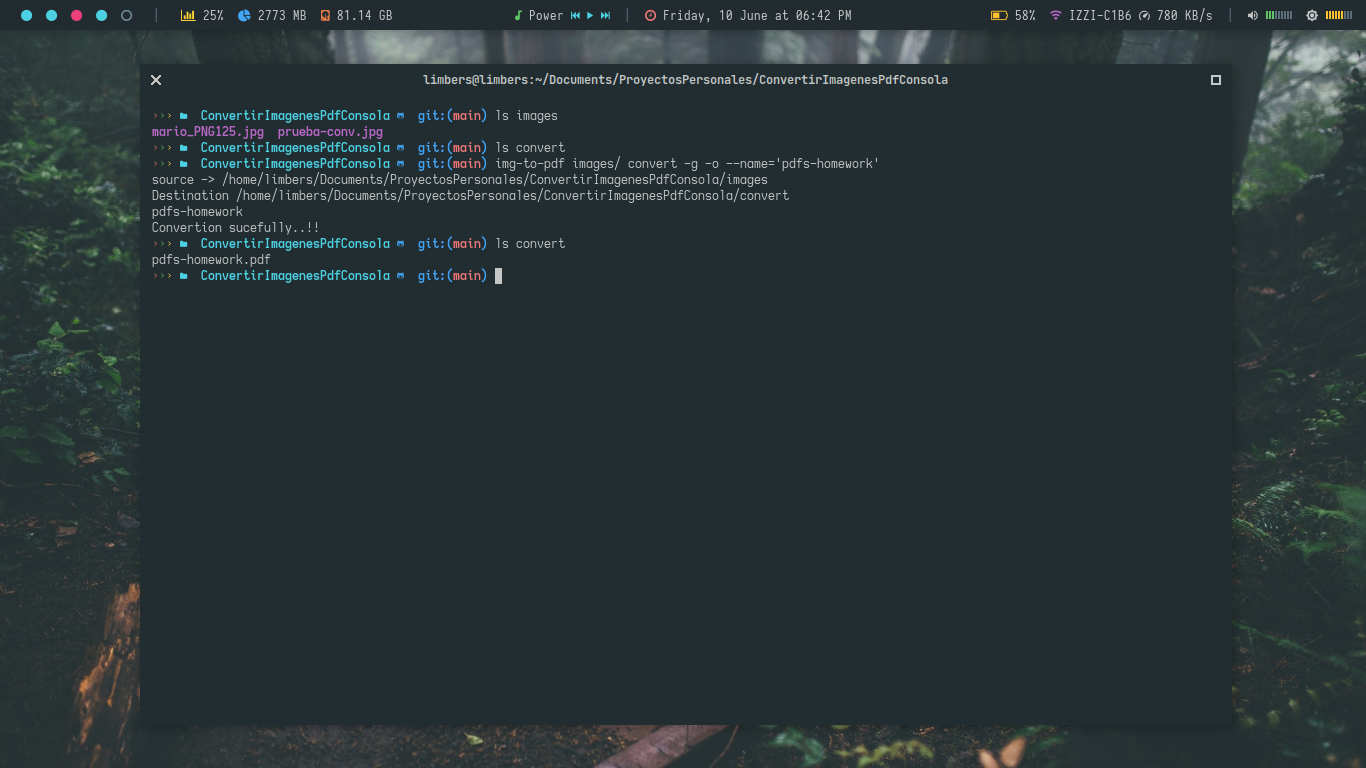 25% 2773 MB 81.14 GB Power Friday, 10 June at 06:42 PM 58% IZZI-C1B6 780 KB/s
limbers@limbers:~/Documents/ProyectosPersonales/ConvertirImagenesPdfConsola
››› ConvertirImagenesPdfConsola git:(main) ls images
mario_PNG125.jpg prueba-conv.jpg
››› ConvertirImagenesPdfConsola git:(main) ls convert
››› ConvertirImagenesPdfConsola git:(main) img-to-pdf images/ convert -g -o --name='pdfs-homework'
source -> /home/limbers/Documents/ProyectosPersonales/ConvertirImagenesPdfConsola/images
Destination /home/limbers/Documents/ProyectosPersonales/ConvertirImagenesPdfConsola/convert
pdfs-homework
Convertion sucefully..!!
››› ConvertirImagenesPdfConsola git:(main) ls convert
pdfs-homework.pdf
››› ConvertirImagenesPdfConsola git:(main)